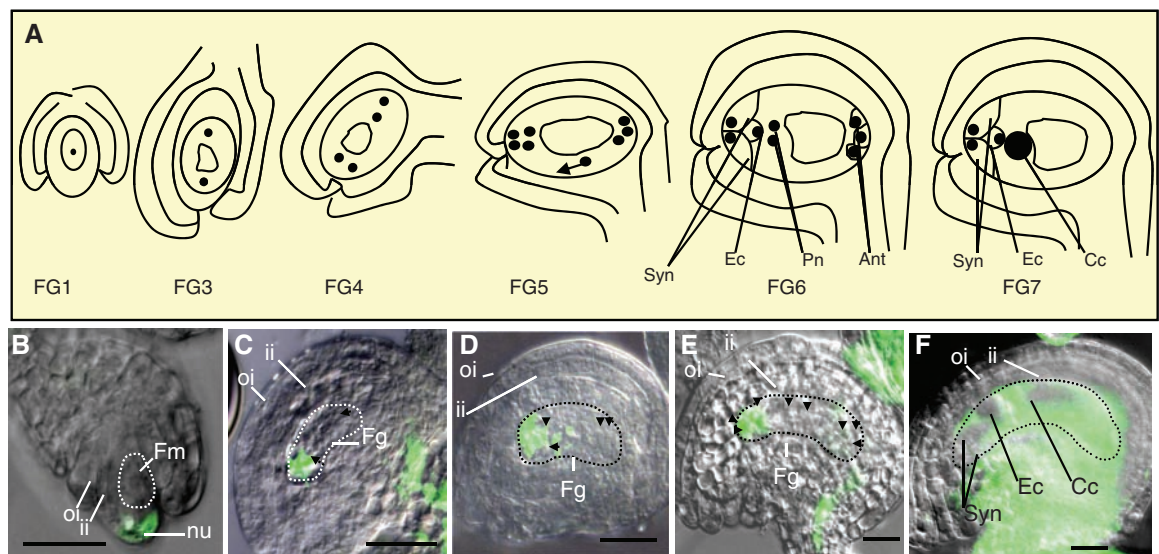 A
Syn
Ec
Pn
Ant
Syn
Ec
Cc
FG1
FG3
FG4
FG5
FG6
FG7
B
Fm
oi
ii
nu
C
ii
oi
Fg
D
oi
ii
Fg
E
ii
oi
Fg
F
oi
ii
Ec
Cc
Syn